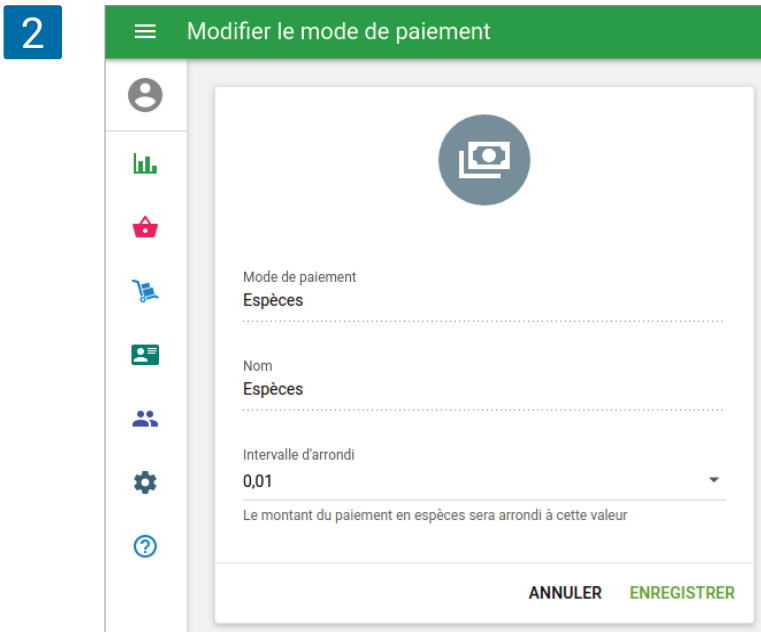 2
Modifier le mode de paiement
Mode de paiement
Espèces
Nom
Espèces
Intervalle d'arrondi
0,01
Le montant du paiement en espèces sera arrondi à cette valeur
ANNULER ENREGISTRER